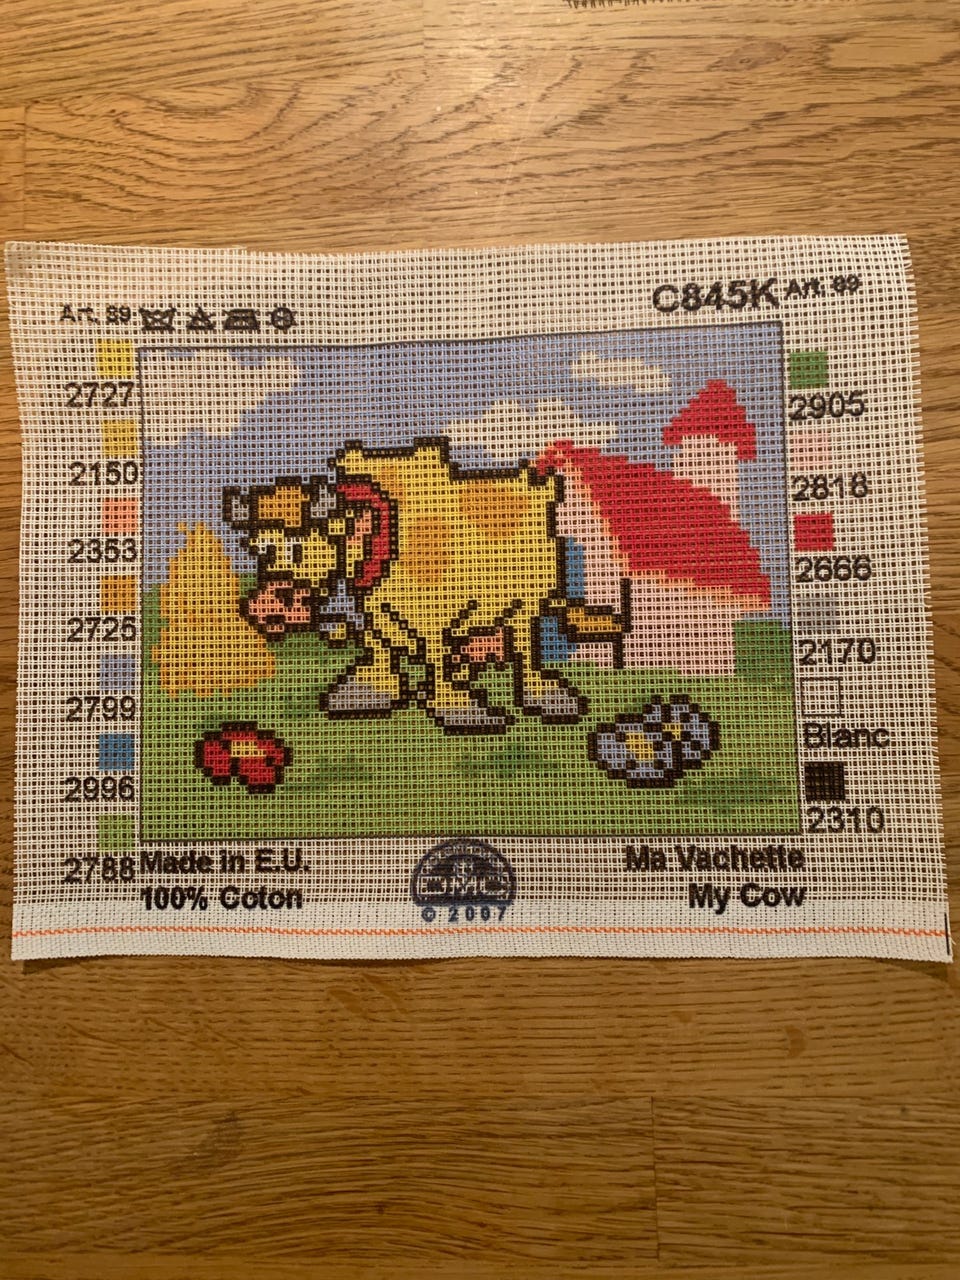 Art. 89
C845K Art. 89
2727
2150
2353
2725
2799
2996
2788
2905
2818
2666
2170
Blanc
2310
Made in E.U.
100% Coton
DMC
© 2007
Ma Vachette
My Cow